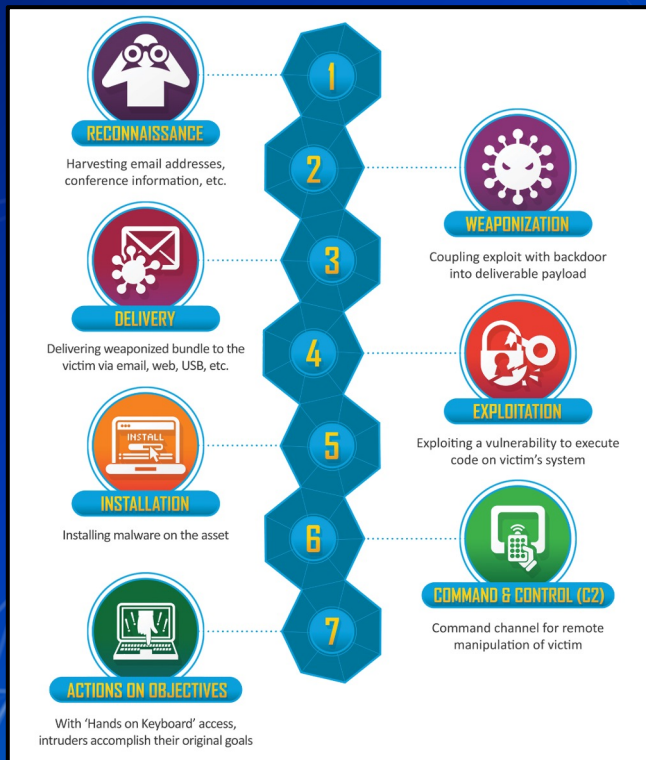 1
RECONNAISSANCE
Harvesting email addresses,
conference information, etc.
2
WEAPONIZATION
Coupling exploit with backdoor
into deliverable payload
3
DELIVERY
Delivering weaponized bundle to the
victim via email, web, USB, etc.
4
EXPLOITATION
Exploiting a vulnerability to execute
code on victim's system
5
INSTALL
INSTALLATION
Installing malware on the asset
6
COMMAND & CONTROL (C2)
Command channel for remote
manipulation of victim
7
ACTIONS ON OBJECTIVES
With ‘Hands on Keyboard’ access,
intruders accomplish their original goals